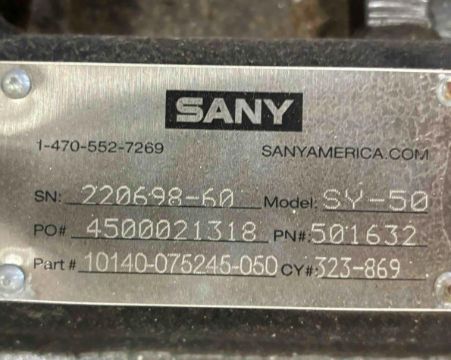 SANY
1-470-552-7269 SANYAMERICA.COM
SN: 220698-60 Model: SY-50
PO# 4500021318 PN#: 501632
Part # 10140-075245-050 CY#: 323-869